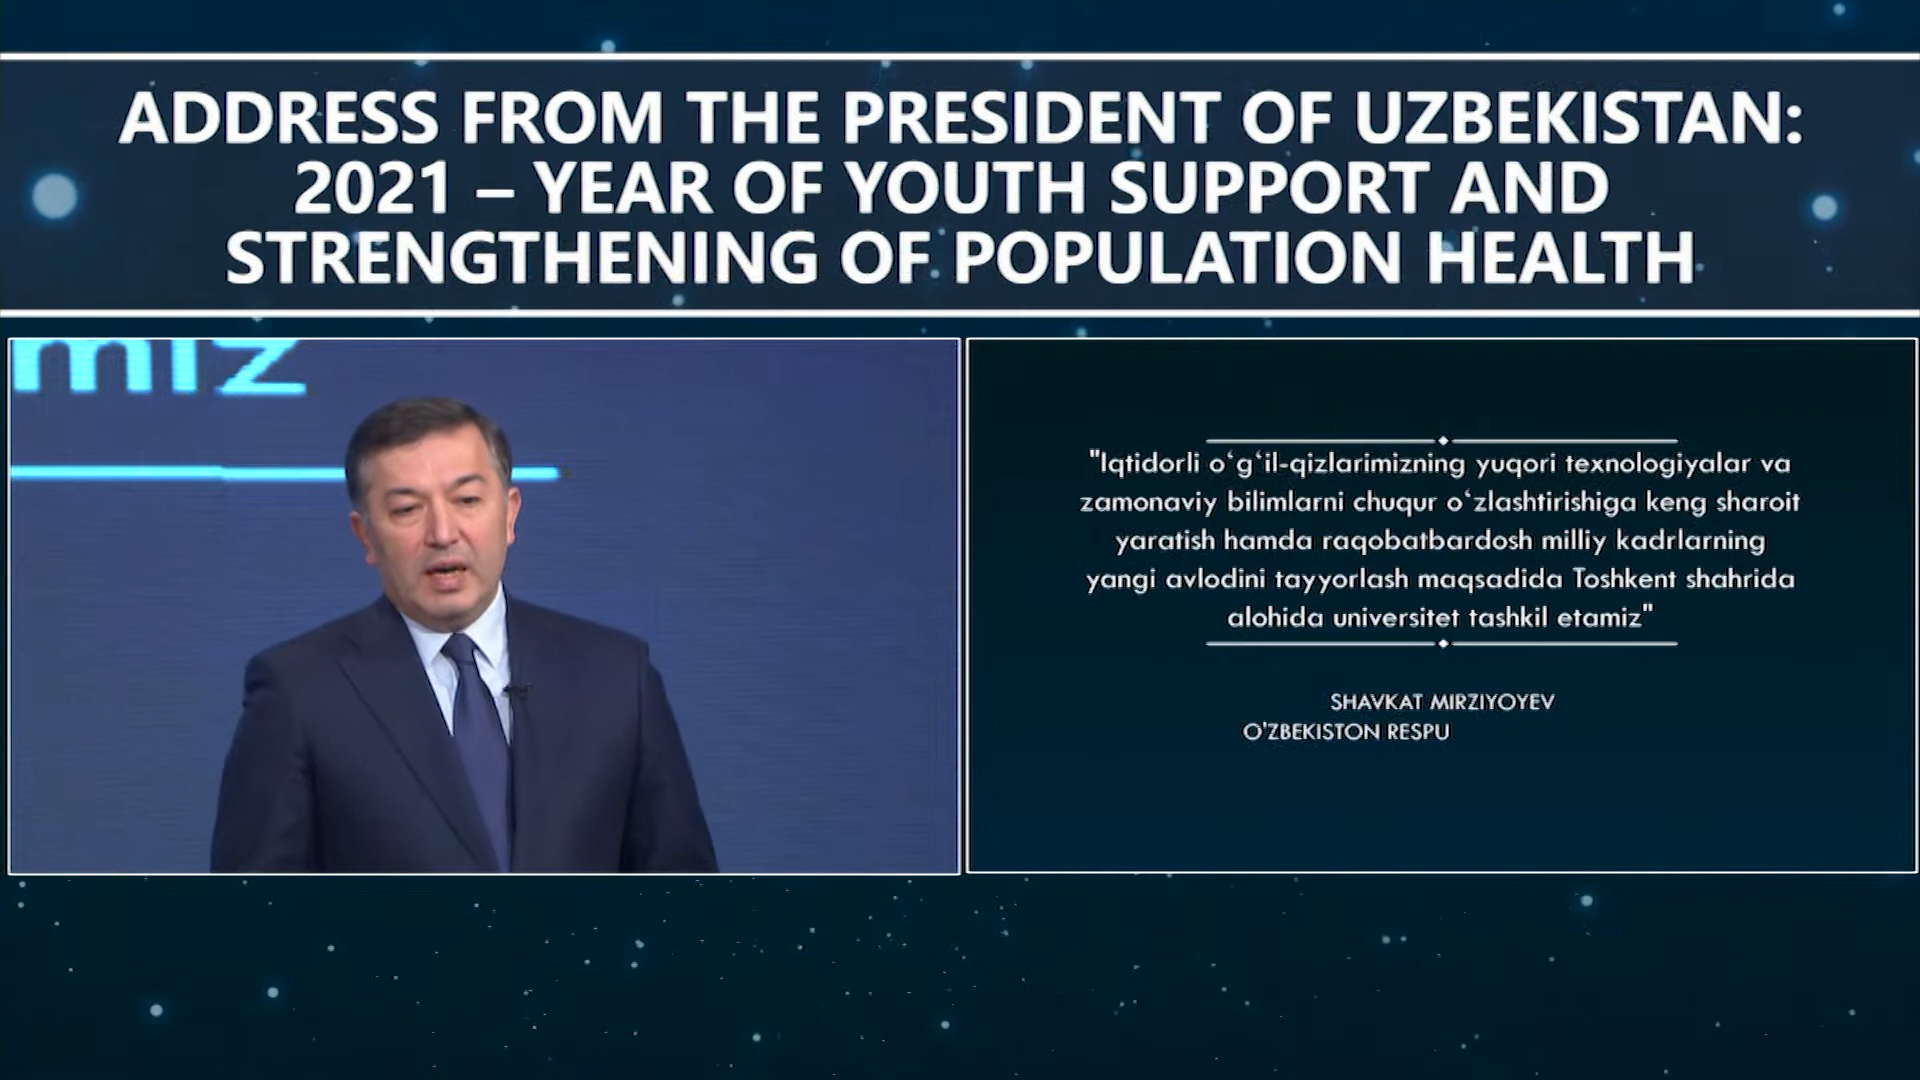 ADDRESS FROM THE PRESIDENT OF UZBEKISTAN:
2021 – YEAR OF YOUTH SUPPORT AND
STRENGTHENING OF POPULATION HEALTH
miz
"Iqtidorli o‘g‘il-qizlarimizning yuqori texnologiyalar va
zamonaviy bilimlarni chuqur o‘zlashtirishiga keng sharoit
yaratish hamda raqobatbardosh milliy kadrlarning
yangi avlodini tayyorlash maqsadida Toshkent shahrida
alohida universitet tashkil etamiz"
SHAVKAT MIRZIYOYEV
O'ZBEKISTON RESPU